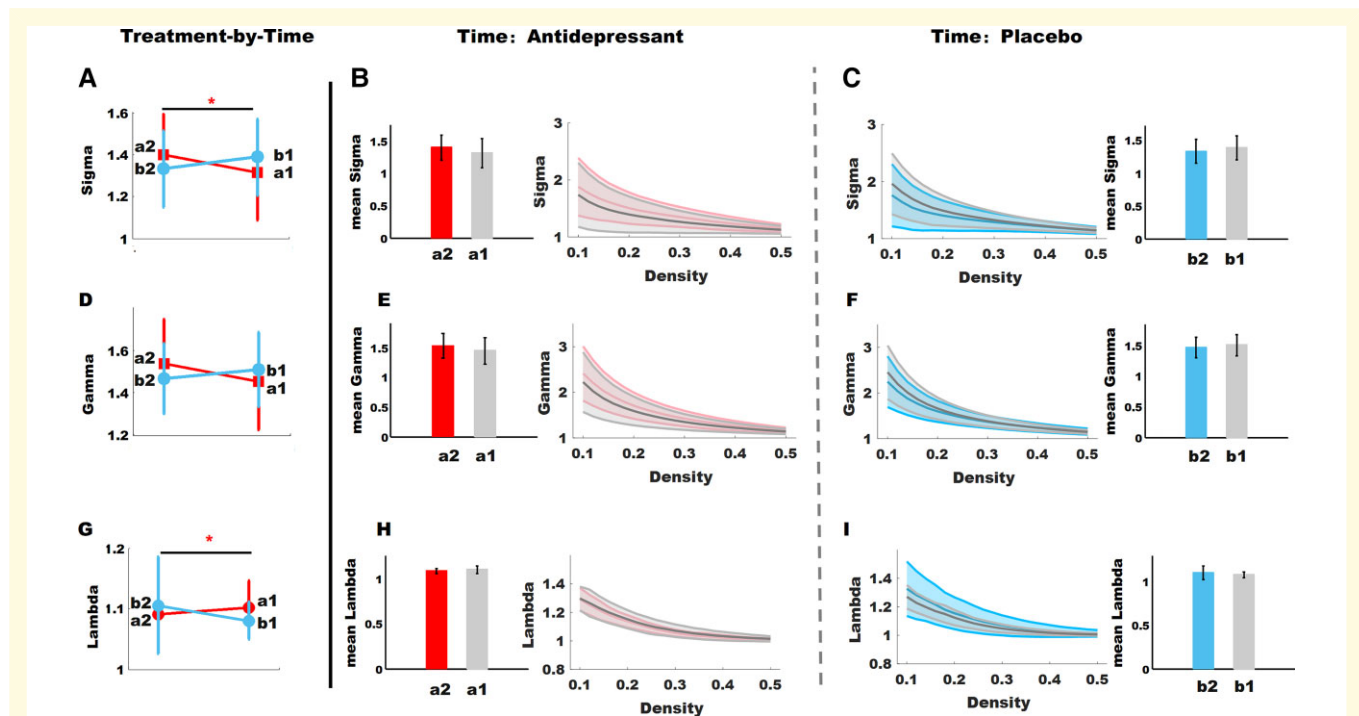 Treatment-by-Time
Time: Antidepressant
Time: Placebo
A
*
1.6
1.4
1.2
1
Sigma
a2
b2
b1
a1
B
mean Sigma
1.5
1
0.5
0
a2 a1
Sigma
3
2
1
0.1 0.2 0.3 0.4 0.5
Density
C
Sigma
3
2
1
0.1 0.2 0.3 0.4 0.5
Density
mean Sigma
1.5
1
0.5
0
b2 b1
D
1.8
1.6
1.4
1.2
Gamma
a2
b2
b1
a1
E
mean Gamma
1.5
1
0.5
0
a2 a1
Gamma
3
2
1
0.1 0.2 0.3 0.4 0.5
Density
F
Gamma
3
2
1
0.1 0.2 0.3 0.4 0.5
Density
mean Gamma
1.5
1
0.5
0
b2 b1
G
*
1.2
1.1
1
Lambda
b2
a2
a1
b1
H
mean Lambda
1
0.5
0
a2 a1
Lambda
1.4
1.2
1
0.8
0.1 0.2 0.3 0.4 0.5
Density
I
Lambda
1.4
1.2
1
0.8
0.1 0.2 0.3 0.4 0.5
Density
mean Lambda
1
0.5
0
b2 b1